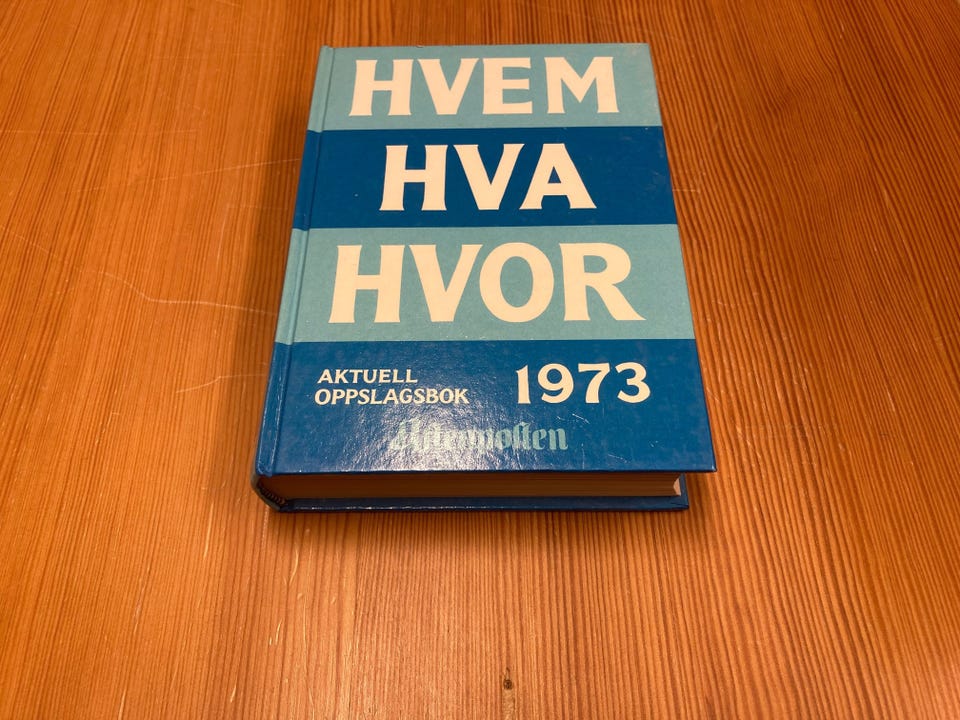 HVEM
HVA
HVOR
AKTUELL
OPPSLAGSBOK
1973
Aftenposten